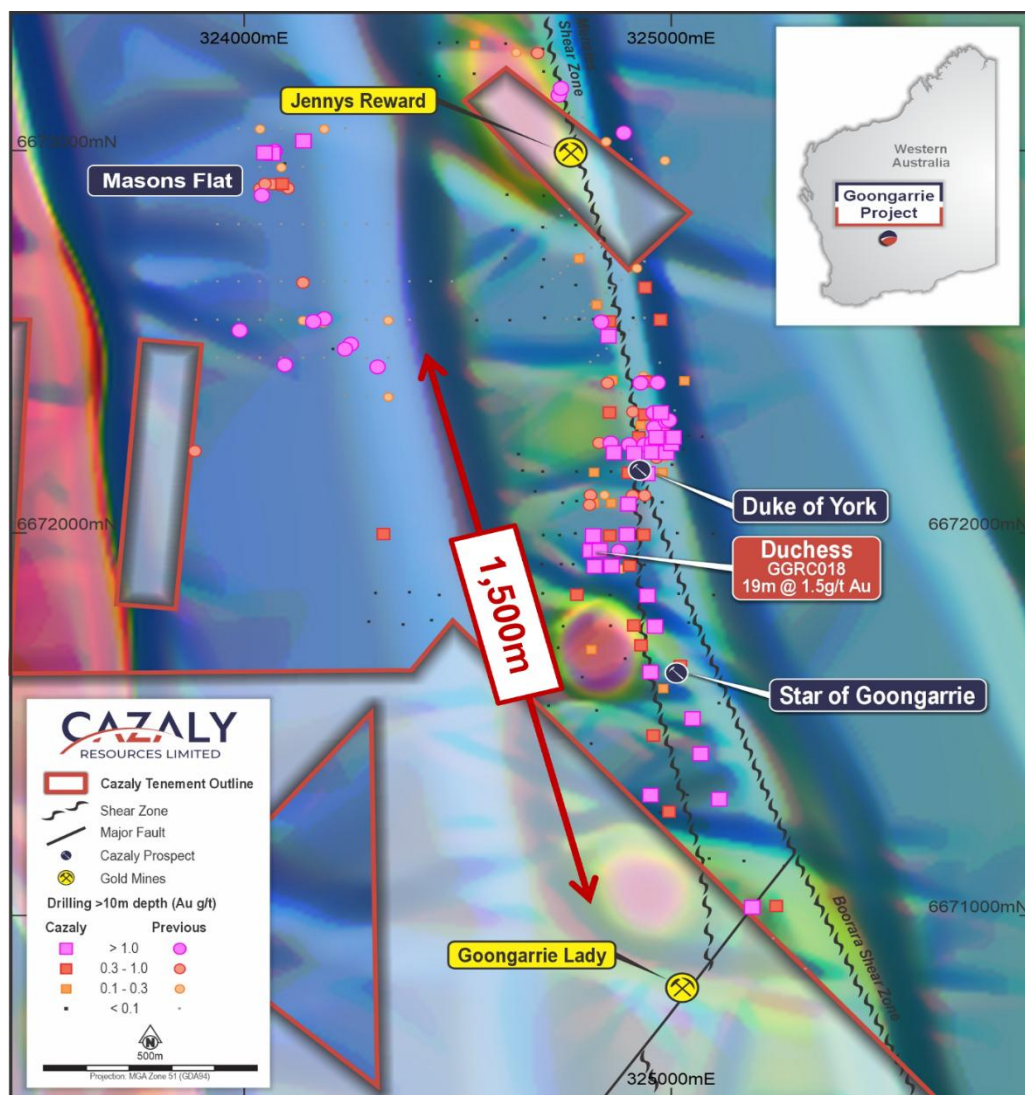 324000mE
325000mE
Shear Zone
Jennys Reward
mN
Masons Flat
Western
Australia
Goongarrie
Project
Duke of York
6672000mN
6672000mN
Duchess
GGRC018
19m @ 1.5g/t Au
1,500m
Star of Goongarrie
CAZALY
RESOURCES LIMITED
Cazaly Tenement Outline
Shear Zone
Major Fault
Cazaly Prospect
Gold Mines
Drilling >10m depth (Au g/t)
Cazaly Previous
> 1.0
0.3 - 1.0
0.1 - 0.3
< 0.1
N
500m
Projection: MGA Zone 51 (GDA94)
6671000mN
Boorara Shear Zone
Goongarrie Lady
325000mE